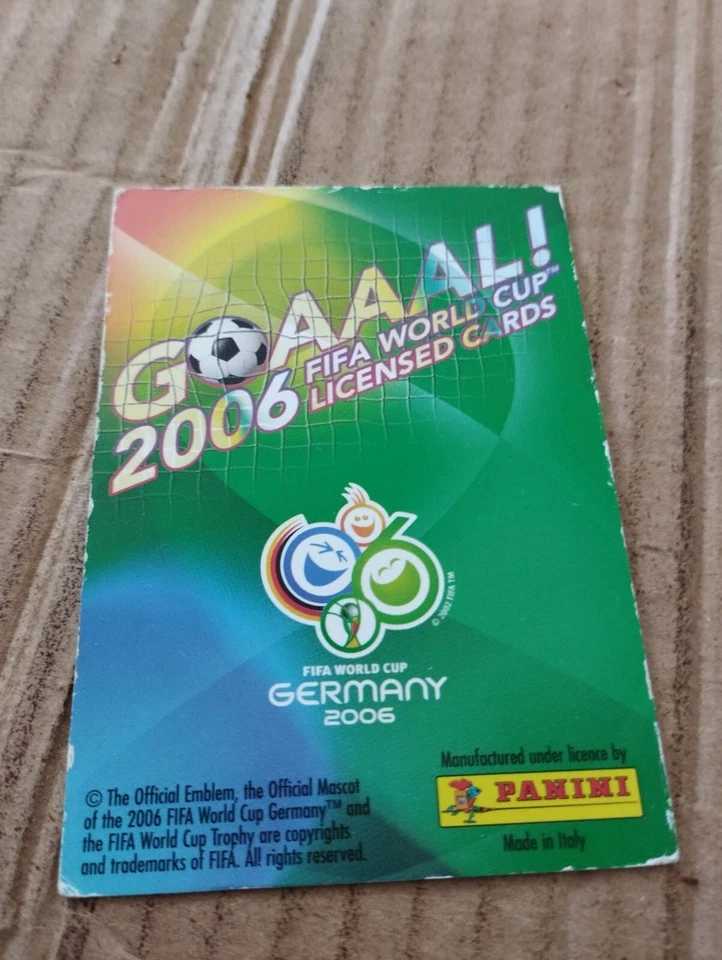 GOAAAL!
2006 FIFA WORLD CUP™
LICENSED CARDS
© 2002 FIFA TM
FIFA WORLD CUP
GERMANY
2006
Manufactured under licence by
PANINI
Made in Italy
© The Official Emblem, the Official Mascot
of the 2006 FIFA World Cup Germany™ and
the FIFA World Cup Trophy are copyrights
and trademarks of FIFA. All rights reserved.